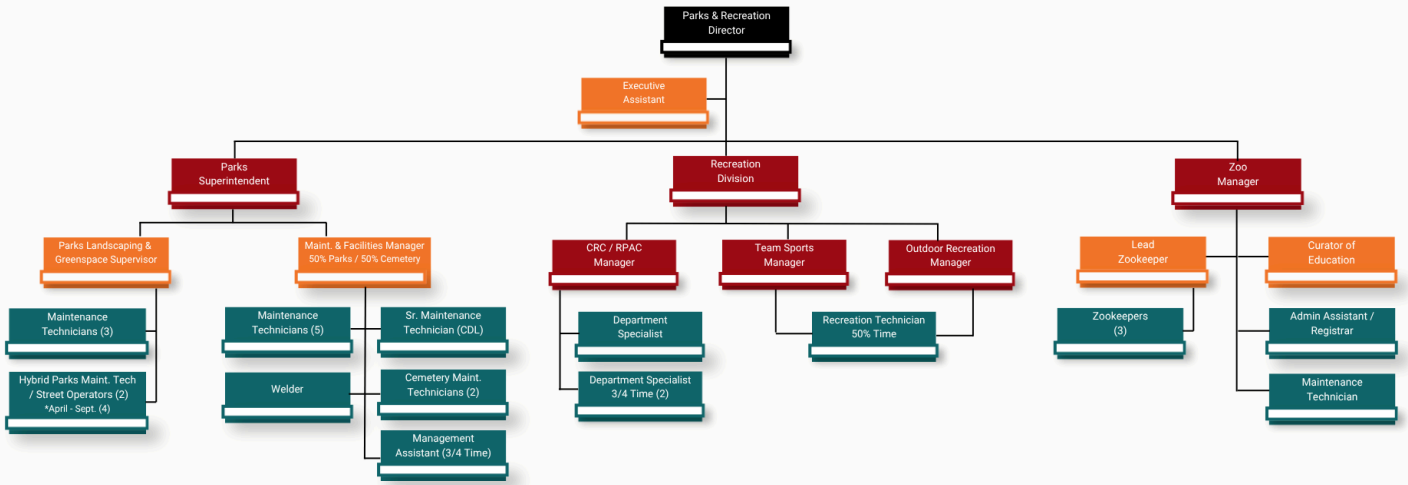 Parks & Recreation
Director
Executive
Assistant
Parks
Superintendent
Recreation
Division
Zoo
Manager
Parks Landscaping &
Greenspace Supervisor
Maint. & Facilities Manager
50% Parks / 50% Cemetery
CRC / RPAC
Manager
Team Sports
Manager
Outdoor Recreation
Manager
Lead
Zookeeper
Curator of
Education
Maintenance
Technicians (3)
Maintenance
Technicians (5)
Sr. Maintenance
Technician (CDL)
Department
Specialist
Recreation Technician
50% Time
Zookeepers
(3)
Admin Assistant /
Registrar
Hybrid Parks Maint. Tech
/ Street Operators (2)
*April - Sept. (4)
Welder
Cemetery Maint.
Technicians (2)
Department Specialist
3/4 Time (2)
Maintenance
Technician
Management
Assistant (3/4 Time)